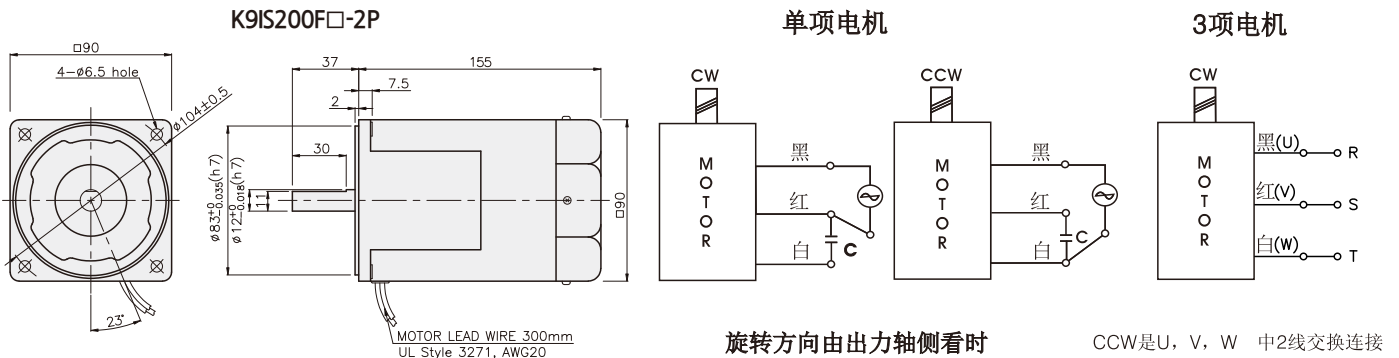 K9IS200F□-2P
单项电机
3项电机
□90
4-ø6.5 hole
ø104±0.5
23°
37
155
7.5
2
30
ø83 +0 -0.035(h7)
ø12 +0 -0.018(h7)
11
□90
MOTOR LEAD WIRE 300mm
UL Style 3271, AWG20
CW
MOTOR
黑
红
白
C
CCW
MOTOR
黑
红
白
C
CW
MOTOR
黑(U)
R
红(V)
S
白(W)
T
旋转方向由出力轴侧看时
CCW是U，V，W 中2线交换连接